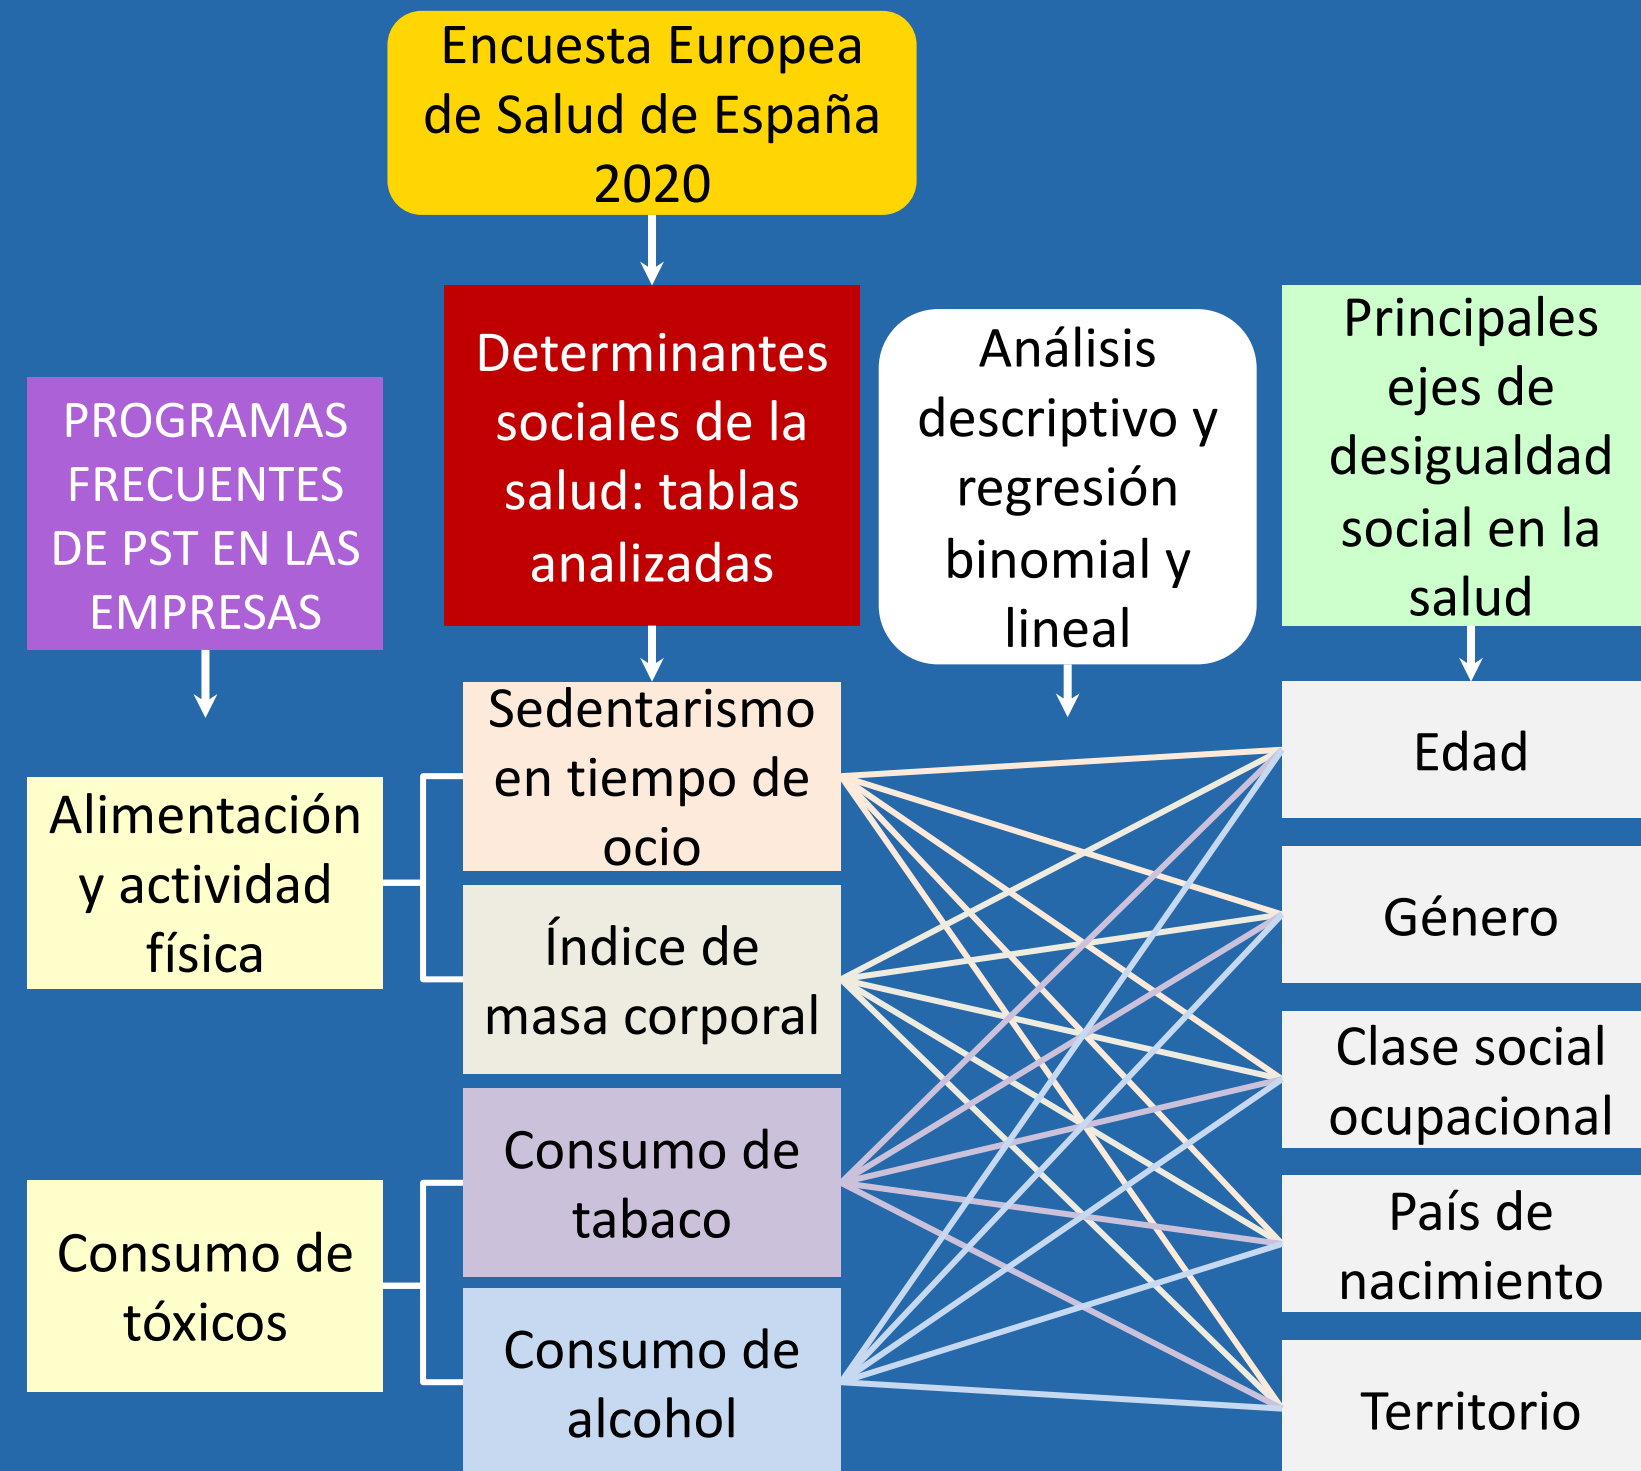 Encuesta Europea
de Salud de España
2020
PROGRAMAS
FRECUENTES
DE PST EN LAS
EMPRESAS
Determinantes
sociales de la
salud: tablas
analizadas
Análisis
descriptivo y
regresión
binomial y
lineal
Principales
ejes de
desigualdad
social en la
salud
Alimentación
y actividad
física
Consumo de
tóxicos
Sedentarismo
en tiempo de
ocio
Índice de
masa corporal
Consumo de
tabaco
Consumo de
alcohol
Edad
Género
Clase social
ocupacional
País de
nacimiento
Territorio